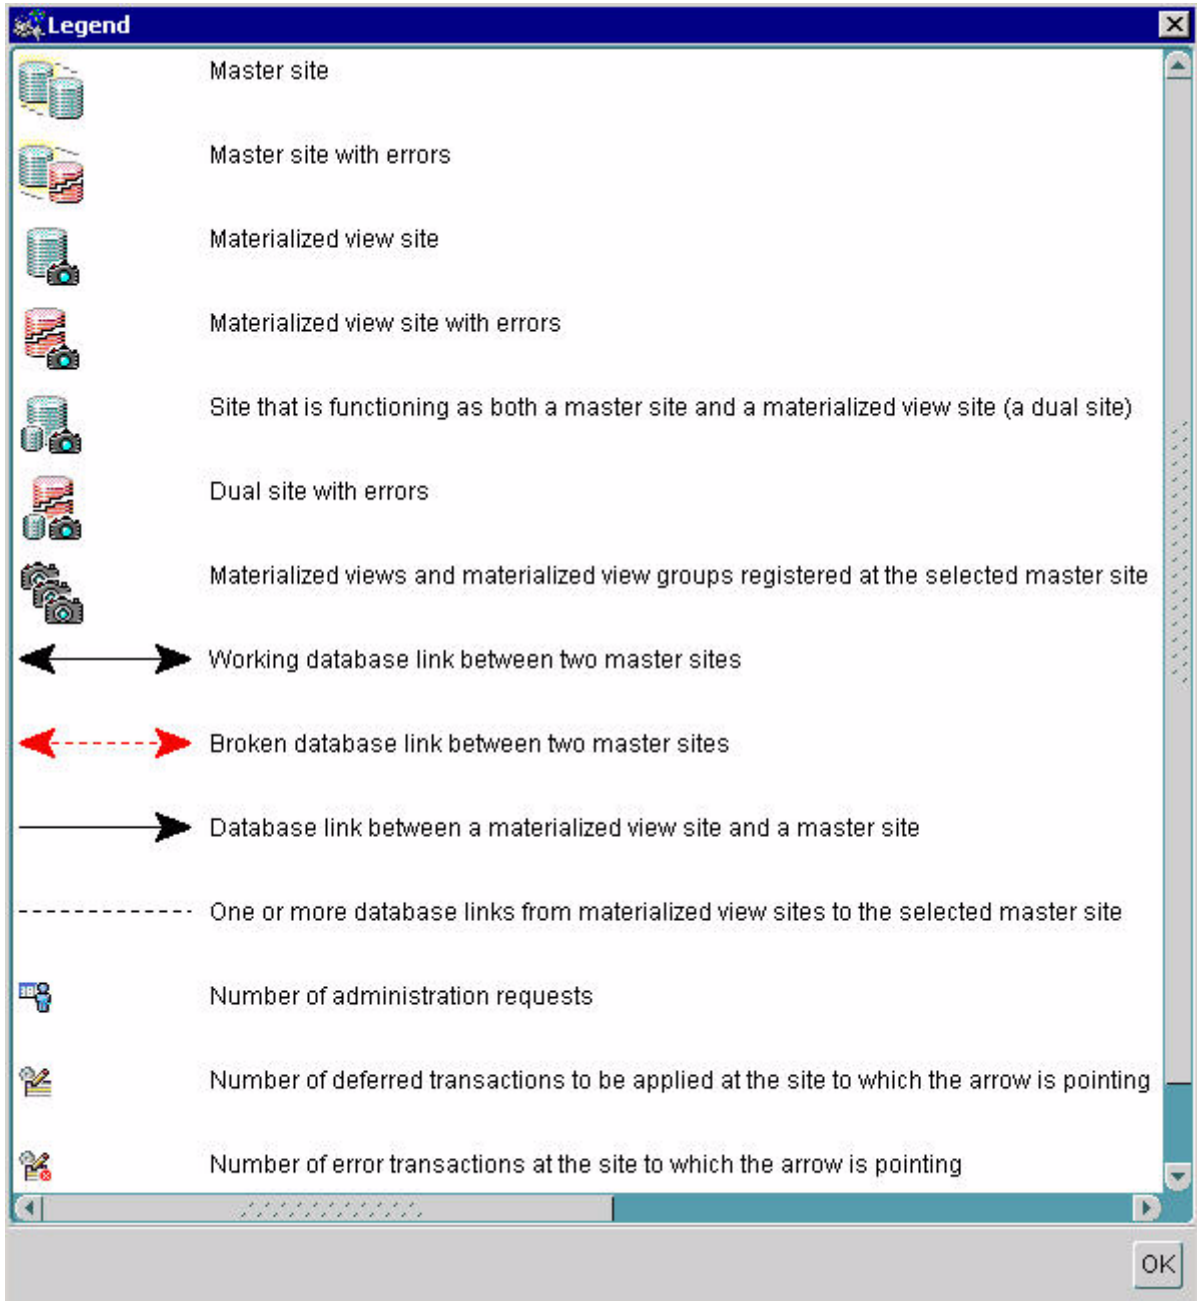 Legend
Master site
Master site with errors
Materialized view site
Materialized view site with errors
Site that is functioning as both a master site and a materialized view site (a dual site)
Dual site with errors
Materialized views and materialized view groups registered at the selected master site
Working database link between two master sites
Broken database link between two master sites
Database link between a materialized view site and a master site
One or more database links from materialized view sites to the selected master site
Number of administration requests
Number of deferred transactions to be applied at the site to which the arrow is pointing
Number of error transactions at the site to which the arrow is pointing
OK